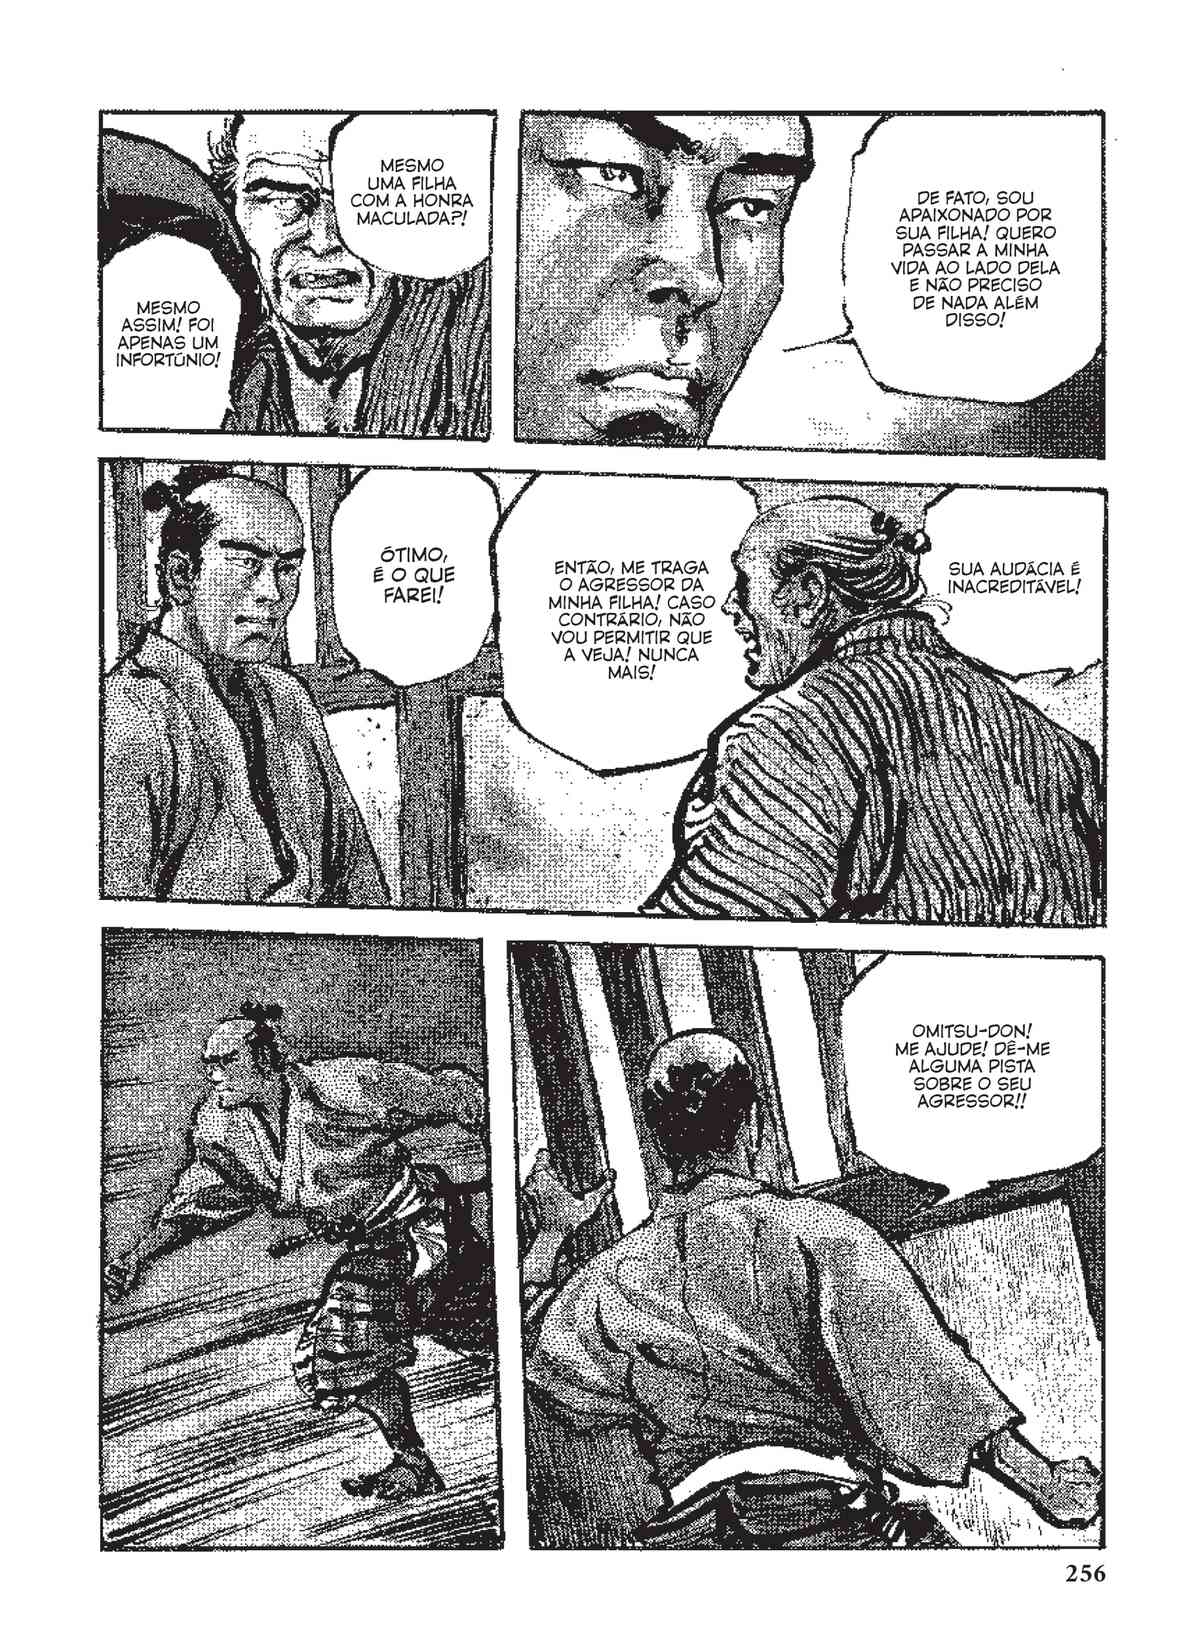 DE FATO, SOU
APAIXONADO POR
SUA FILHA! QUERO
PASSAR A MINHA
VIDA AO LADO DELA
E NÃO PRECISO
DE NADA ALÉM
DISSO!
MESMO
UMA FILHA
COM A HONRA
MACULADA?!
MESMO
ASSIM! FOI
APENAS UM
INFORTÚNIO!
SUA AUDÁCIA É
INACREDITÁVEL!
ENTÃO, ME TRAGA
O AGRESSOR DA
MINHA FILHA! CASO
CONTRÁRIO, NÃO
VOU PERMITIR QUE
A VEJA! NUNCA
MAIS!
ÓTIMO,
É O QUE
FAREI!
OMITSU-DON!
ME AJUDE! DÊ-ME
ALGUMA PISTA
SOBRE O SEU
AGRESSOR!!
256